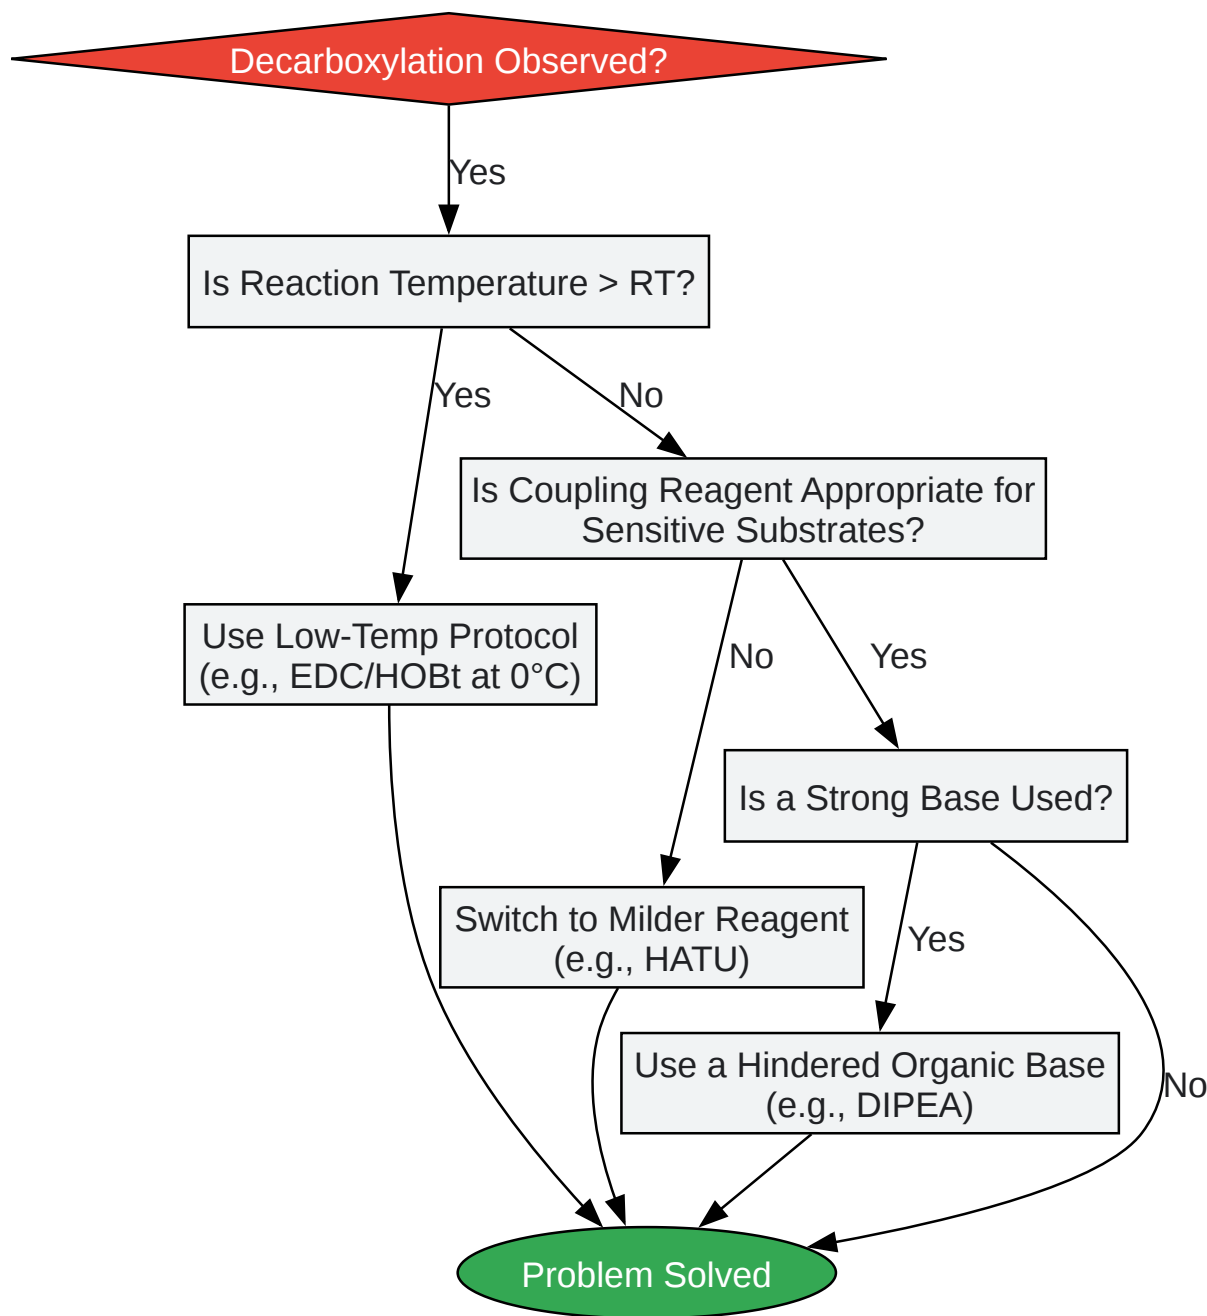 Decarboxylation Observed?
Yes
Is Reaction Temperature > RT?
Yes
No
Is Coupling Reagent Appropriate for
Sensitive Substrates?
Use Low-Temp Protocol
(e.g., EDC/HOBt at 0°C)
No
Yes
Is a Strong Base Used?
Switch to Milder Reagent
(e.g., HATU)
Yes
Use a Hindered Organic Base
(e.g., DIPEA)
No
Problem Solved